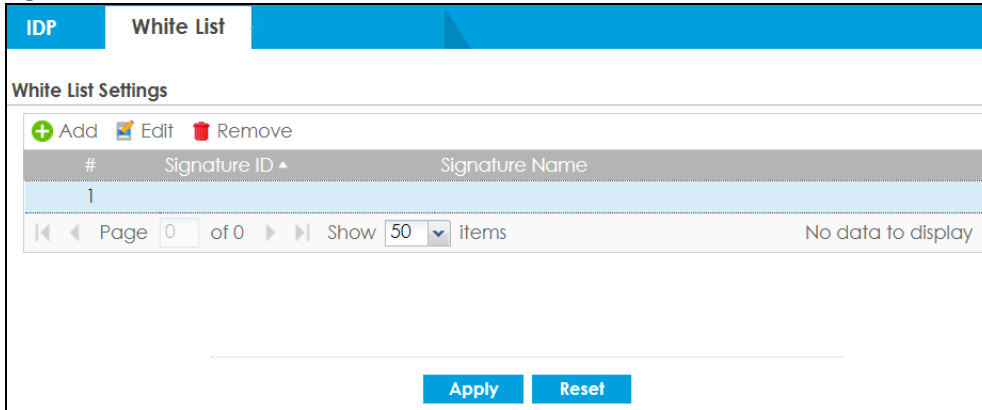 IDP White List
White List Settings
Add Edit Remove
# Signature ID Signature Name
1
Page 0 of 0 Show 50 items No data to display
Apply Reset